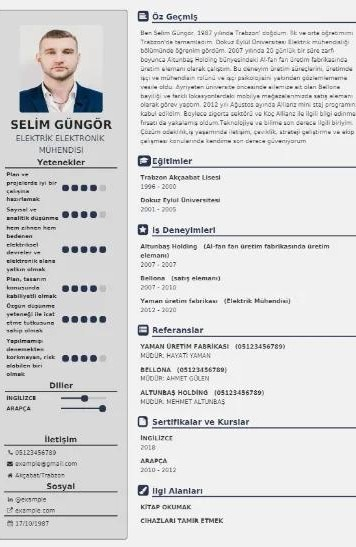 SELİM GÜNGÖR
ELEKTRİK ELEKTRONİK
MÜHENDISI
Yetenekler
Plan ve
projelerde iyi bir
çalışma
hazırlamak
Sayısal ve
analitik düşünme
hem zihnen hem
bedenen
elektriksel
devreler ve
elektronik alana
yatkın olmak
Plan, tasarım
konusunda
kabiliyetli olmak
Özgün düşünme
yeteneği ile icat
etme tutkusuna
sahip olmak
Yapılmamışı
denemekten
korkmayan, risk
alabilen biri
olmak
Diller
İNGİLİZCE
ARAPÇA
İletişim
05123456789
example@gmail.com
Akçabat/Trabzon
Sosyal
@example
example.com
17/10/1987
Öz Geçmiş
Ben Selim Güngör. 1987 yılında Trabzon' doğdum. İlk ve orta öğretimimi
Trabzon'da tamamladım. Dokuz Eylül Üniversitesi Elektrik mühendisliği
bölümünde öğrenim gördüm. 2007 yılında 20 günlük bir süre zarfı
boyunca Altunbaş Holding bünyesindeki Al-fan fan üretim fabrikasında
üretim elemanı olarak çalıştım. Bu deneyim üretim süreçlerini, üretimde
işçi ve mühendisin rolünü ve işçi psikolojisini yakından gözlemlememe
vesile oldu. Ayrıyeten üniversite öncesinde ailemize ait olan Bellona
bayiliği ve farklı lokasyonlardaki mobilya mağazalarımızda satış elemanı
olarak görev yaptım. 2012 yılı Ağustos ayında Allianz mini staj programına
kabul edildim. Böylece sigorta sektörü ve Koç Allianz ile ilgili bilgi edinme
fırsatı da yakalamış oldum.Teknolojiye ve bilime son derece ilgili biriyim.
Çözüm odaklılık,iş yaşamında iletişim, çeviklik, strateji geliştirme ve ekip
çalışması konularında kendime son derece güveniyorum
Eğitimler
Trabzon Akçaabat Lisesi
1996 - 2000
Dokuz Eylül Üniversitesi
2001 - 2005
İş Deneyimleri
Altunbaş Holding (Al-fan fan üretim fabrikasında üretim
elemanı)
2007 - 2007
Bellona (satış elemanı)
2007 - 2010
Yaman üretim fabrikası (Elektrik Mühendisi)
2012 - 2020
Referanslar
YAMAN ÜRETİM FABRİKASI (05123456789)
MÜDÜR: HAYATİ YAMAN
BELLONA (05123456789)
MÜDÜR: AHMET GÜLEN
ALTUNBAŞ HOLDİNG (05123456789)
MÜDÜR: MEHMET ALTUNBAŞ
Sertifikalar ve Kurslar
İNGİLİZCE
2018
ARAPÇA
2010 - 2012
İlgi Alanları
KİTAP OKUMAK
CİHAZLARI TAMİR ETMEK